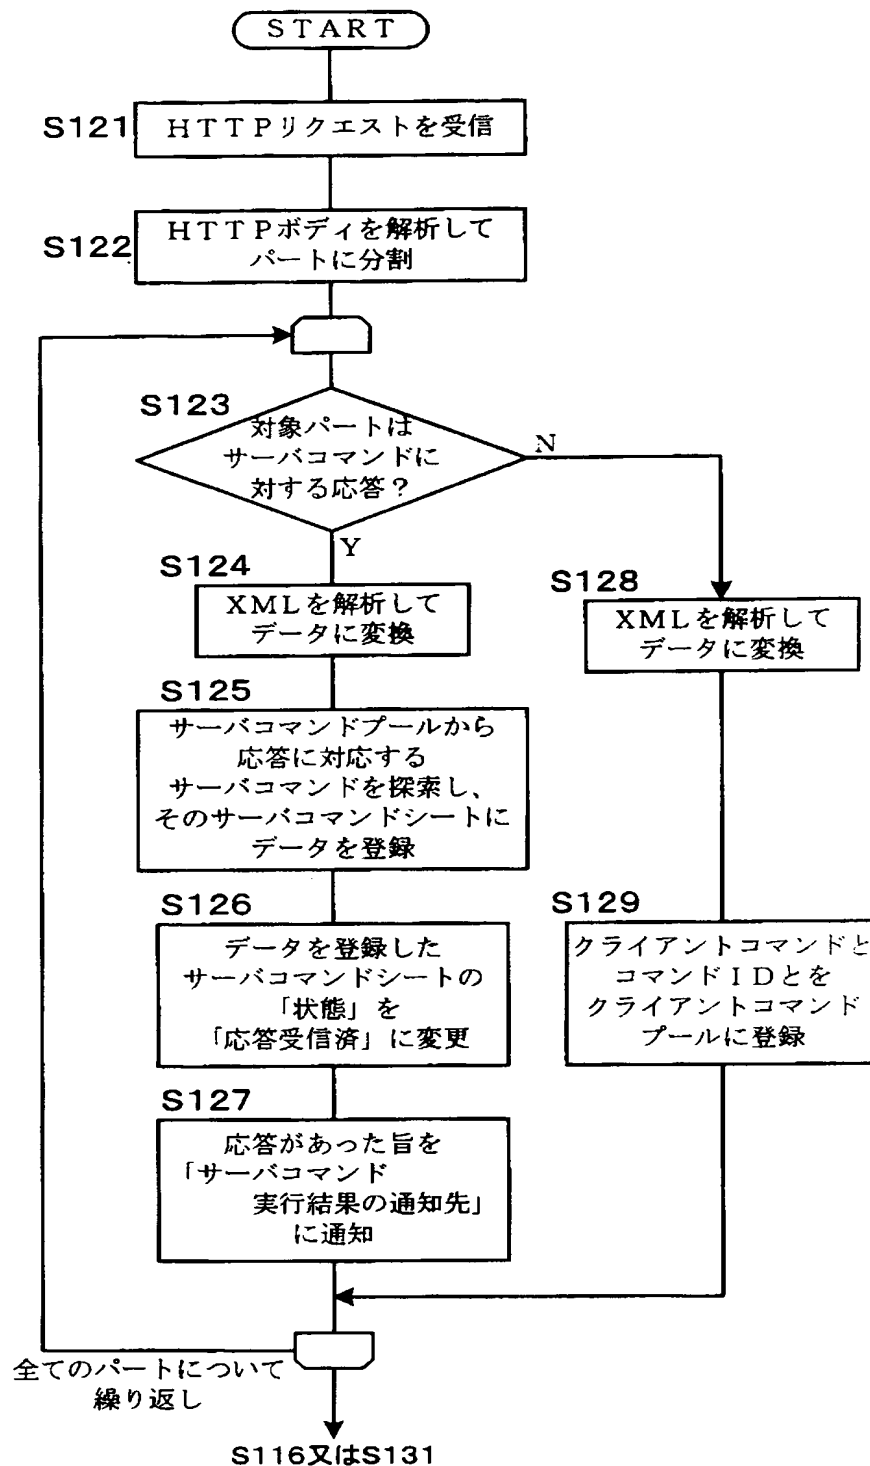 START
S121
HTTPリクエストを受信
S122
HTTPボディを解析して
パートに分割
S123
対象パートは
サーバコマンドに
対する応答？
N
Y
S124
XMLを解析して
データに変換
S125
サーバコマンドプールから
応答に対応する
サーバコマンドを探索し、
そのサーバコマンドシートに
データを登録
S126
データを登録した
サーバコマンドシートの
「状態」を
「応答受信済」に変更
S127
応答があった旨を
「サーバコマンド
実行結果の通知先」
に通知
S128
XMLを解析して
データに変換
S129
クライアントコマンドと
コマンドIDとを
クライアントコマンド
プールに登録
全てのパートについて
繰り返し
S116又はS131